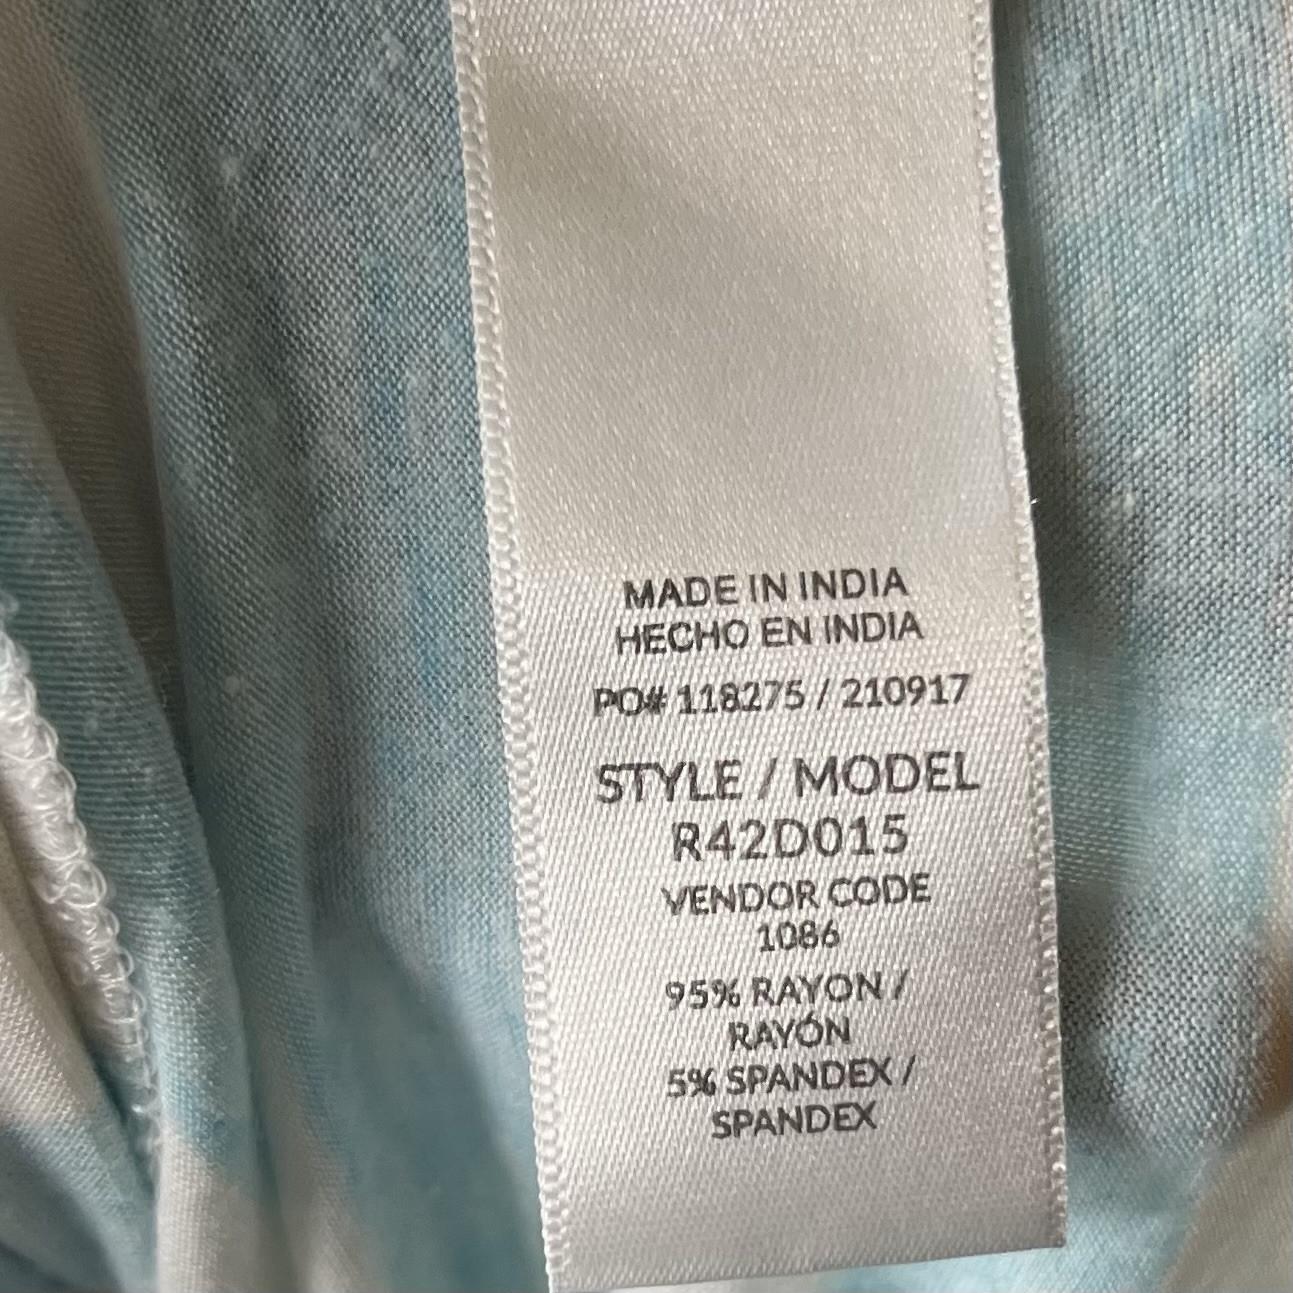 MADE IN INDIA
HECHO EN INDIA
PO# 118275 / 210917
STYLE / MODEL
R42D015
VENDOR CODE
1086
95% RAYON /
RAYÓN
5% SPANDEX /
SPANDEX